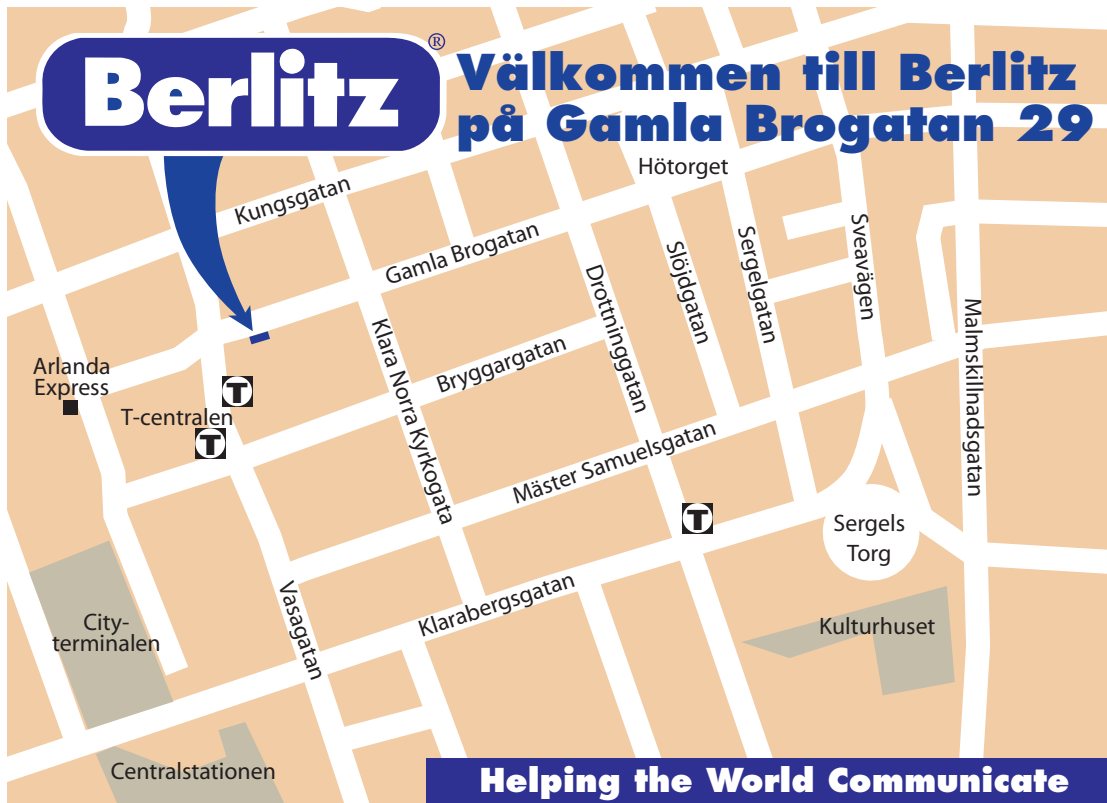 Berlitz®
Välkommen till Berlitz
på Gamla Brogatan 29
Hötorget
Kungsgatan
Gamla Brogatan
Sveavägen
Sergelgatan
Slöjdgatan
Drottninggatan
Malmskillnadsgatan
Klara Norra Kyrkogata
Bryggargatan
Arlanda
Express
T-centralen
T
T
Mäster Samuelsgatan
T
Sergels
Torg
Vasagatan
Klarabergsgatan
City-
terminalen
Kulturhuset
Centralstationen
Helping the World Communicate